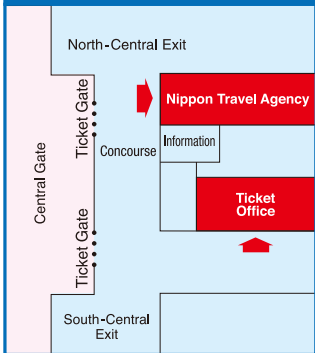 North-Central Exit
Nippon Travel Agency
Ticket Gate
Information
Concourse
Central Gate
Ticket
Office
Ticket Gate
South-Central
Exit